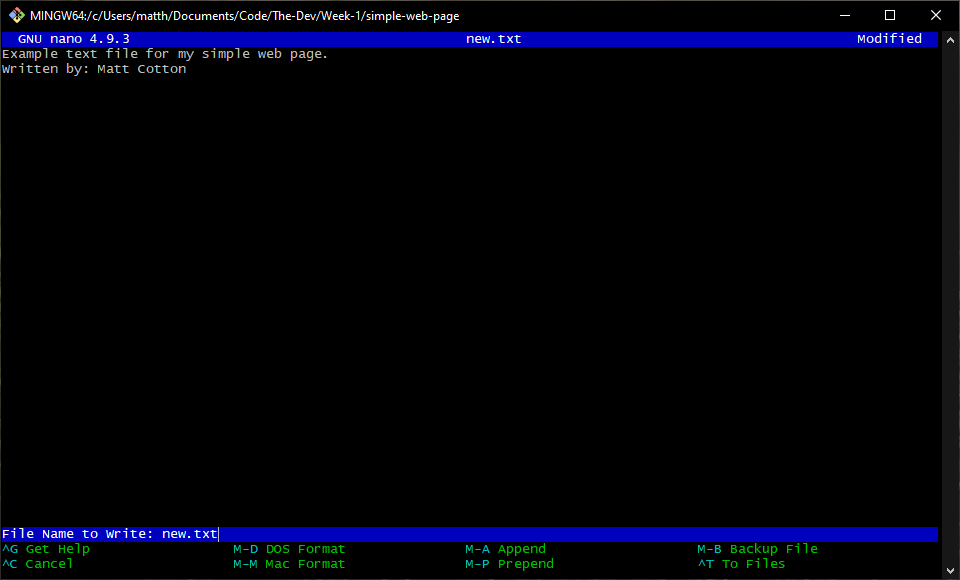 MINGW64:/c/Users/matth/Documents/Code/The-Dev/Week-1/simple-web-page
GNU nano 4.9.3 new.txt Modified
Example text file for my simple web page.
Written by: Matt Cotton
File Name to Write: new.txt
^G Get Help M-D DOS Format M-A Append M-B Backup File
^C Cancel M-M Mac Format M-P Prepend ^T To Files